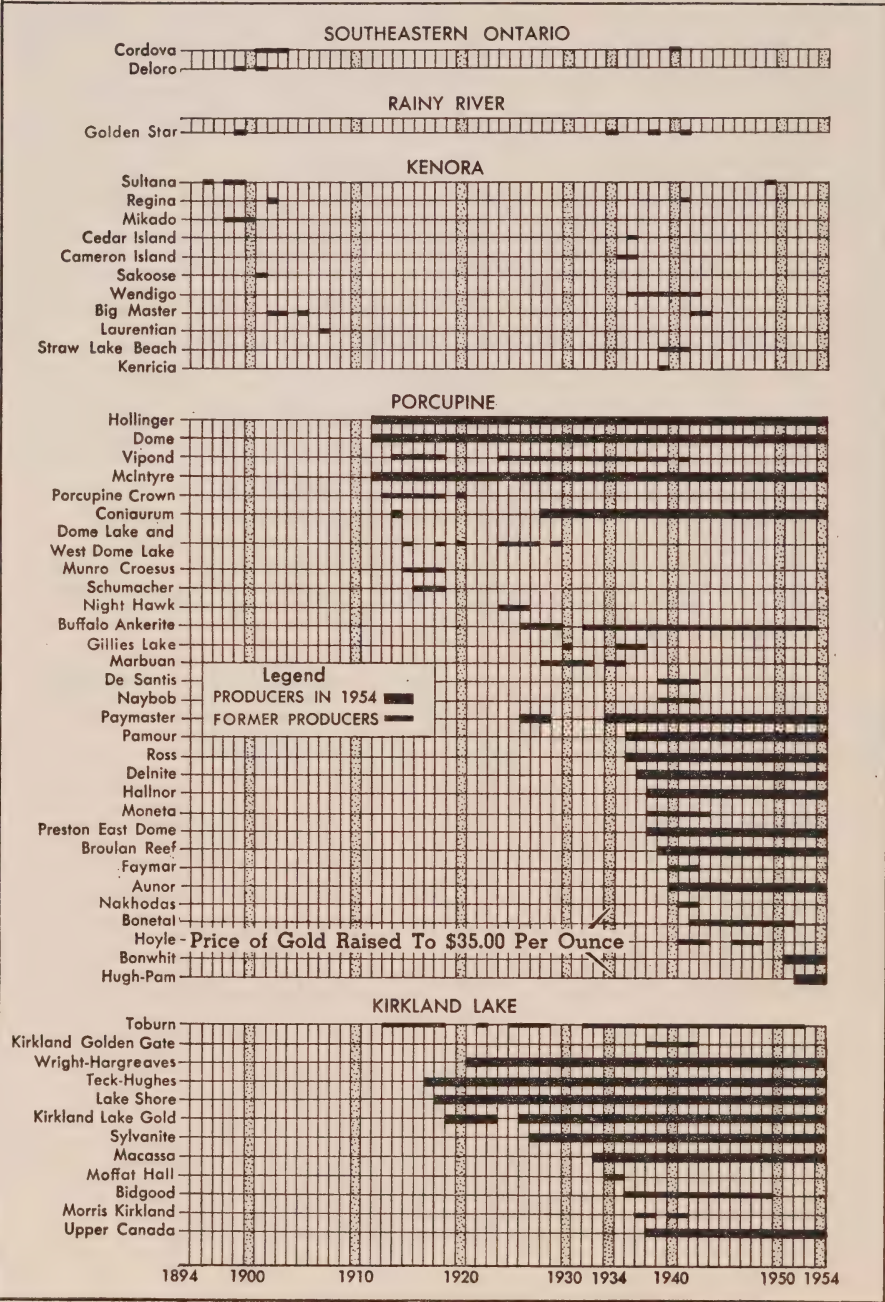 SOUTHEASTERN ONTARIO
Cordova
Deloro
RAINY RIVER
Golden Star
KENORA
Sultana
Regina
Mikado
Cedar Island
Cameron Island
Sakoose
Wendigo
Big Master
Laurentian
Straw Lake Beach
Kenricia
PORCUPINE
Hollinger
Dome
Vipond
McIntyre
Porcupine Crown
Coniaurum
Dome Lake and
West Dome Lake
Munro Croesus
Schumacher
Night Hawk
Buffalo Ankerite
Gillies Lake
Marbuan
Legend
De Santis
PRODUCERS IN 1954
Naybob
FORMER PRODUCERS
Paymaster
Pamour
Ross
Delnite
Hallnor
Moneta
Preston East Dome
Broulan Reef
Faymar
Aunor
Nakhodas
Bonetal
Hoyle
Price of Gold Raised To $35.00 Per Ounce
Bonwhit
Hugh-Pam
KIRKLAND LAKE
Toburn
Kirkland Golden Gate
Wright-Hargreaves
Teck-Hughes
Lake Shore
Kirkland Lake Gold
Sylvanite
Macassa
Moffat Hall
Bidgood
Morris Kirkland
Upper Canada
1894 1900 1910 1920 1930 1934 1940 1950 1954